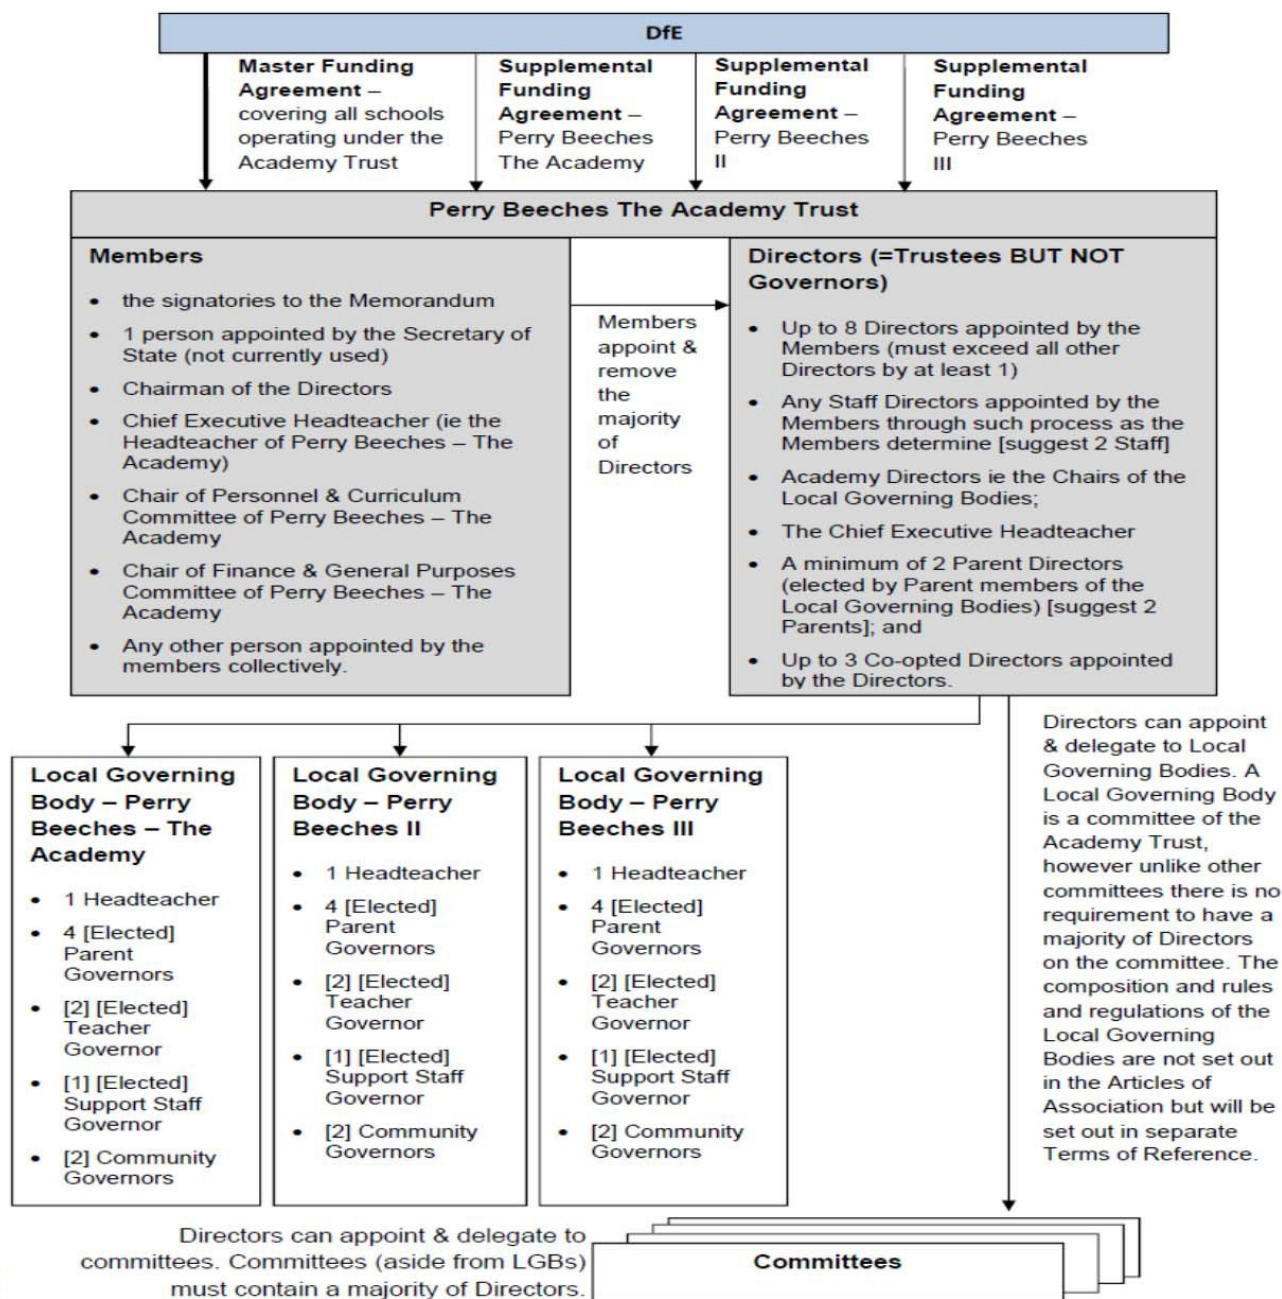 DfE
Master Funding
Agreement –
covering all schools
operating under the
Academy Trust
Supplemental
Funding
Agreement –
Perry Beeches
The Academy
Supplemental
Funding
Agreement –
Perry Beeches
II
Supplemental
Funding
Agreement –
Perry Beeches
III
Perry Beeches The Academy Trust
Members
• the signatories to the Memorandum
• 1 person appointed by the Secretary of
State (not currently used)
• Chairman of the Directors
• Chief Executive Headteacher (ie the
Headteacher of Perry Beeches – The
Academy)
• Chair of Personnel & Curriculum
Committee of Perry Beeches – The
Academy
• Chair of Finance & General Purposes
Committee of Perry Beeches – The
Academy
• Any other person appointed by the
members collectively.
Members
appoint &
remove
the
majority
of
Directors
Directors (=Trustees BUT NOT
Governors)
• Up to 8 Directors appointed by the
Members (must exceed all other
Directors by at least 1)
• Any Staff Directors appointed by the
Members through such process as the
Members determine [suggest 2 Staff]
• Academy Directors ie the Chairs of the
Local Governing Bodies;
• The Chief Executive Headteacher
• A minimum of 2 Parent Directors
(elected by Parent members of the
Local Governing Bodies) [suggest 2
Parents]; and
• Up to 3 Co-opted Directors appointed
by the Directors.
Local Governing
Body – Perry
Beeches – The
Academy
• 1 Headteacher
• 4 [Elected]
Parent
Governors
• [2] [Elected]
Teacher
Governor
• [1] [Elected]
Support Staff
Governor
• [2] Community
Governors
Local Governing
Body – Perry
Beeches II
• 1 Headteacher
• 4 [Elected]
Parent
Governors
• [2] [Elected]
Teacher
Governor
• [1] [Elected]
Support Staff
Governor
• [2] Community
Governors
Local Governing
Body – Perry
Beeches III
• 1 Headteacher
• 4 [Elected]
Parent
Governors
• [2] [Elected]
Teacher
Governor
• [1] [Elected]
Support Staff
Governor
• [2] Community
Governors
Directors can appoint
& delegate to Local
Governing Bodies. A
Local Governing Body
is a committee of the
Academy Trust,
however unlike other
committees there is no
requirement to have a
majority of Directors
on the committee. The
composition and rules
and regulations of the
Local Governing
Bodies are not set out
in the Articles of
Association but will be
set out in separate
Terms of Reference.
Directors can appoint & delegate to
committees. Committees (aside from LGBs)
must contain a majority of Directors.
Committees